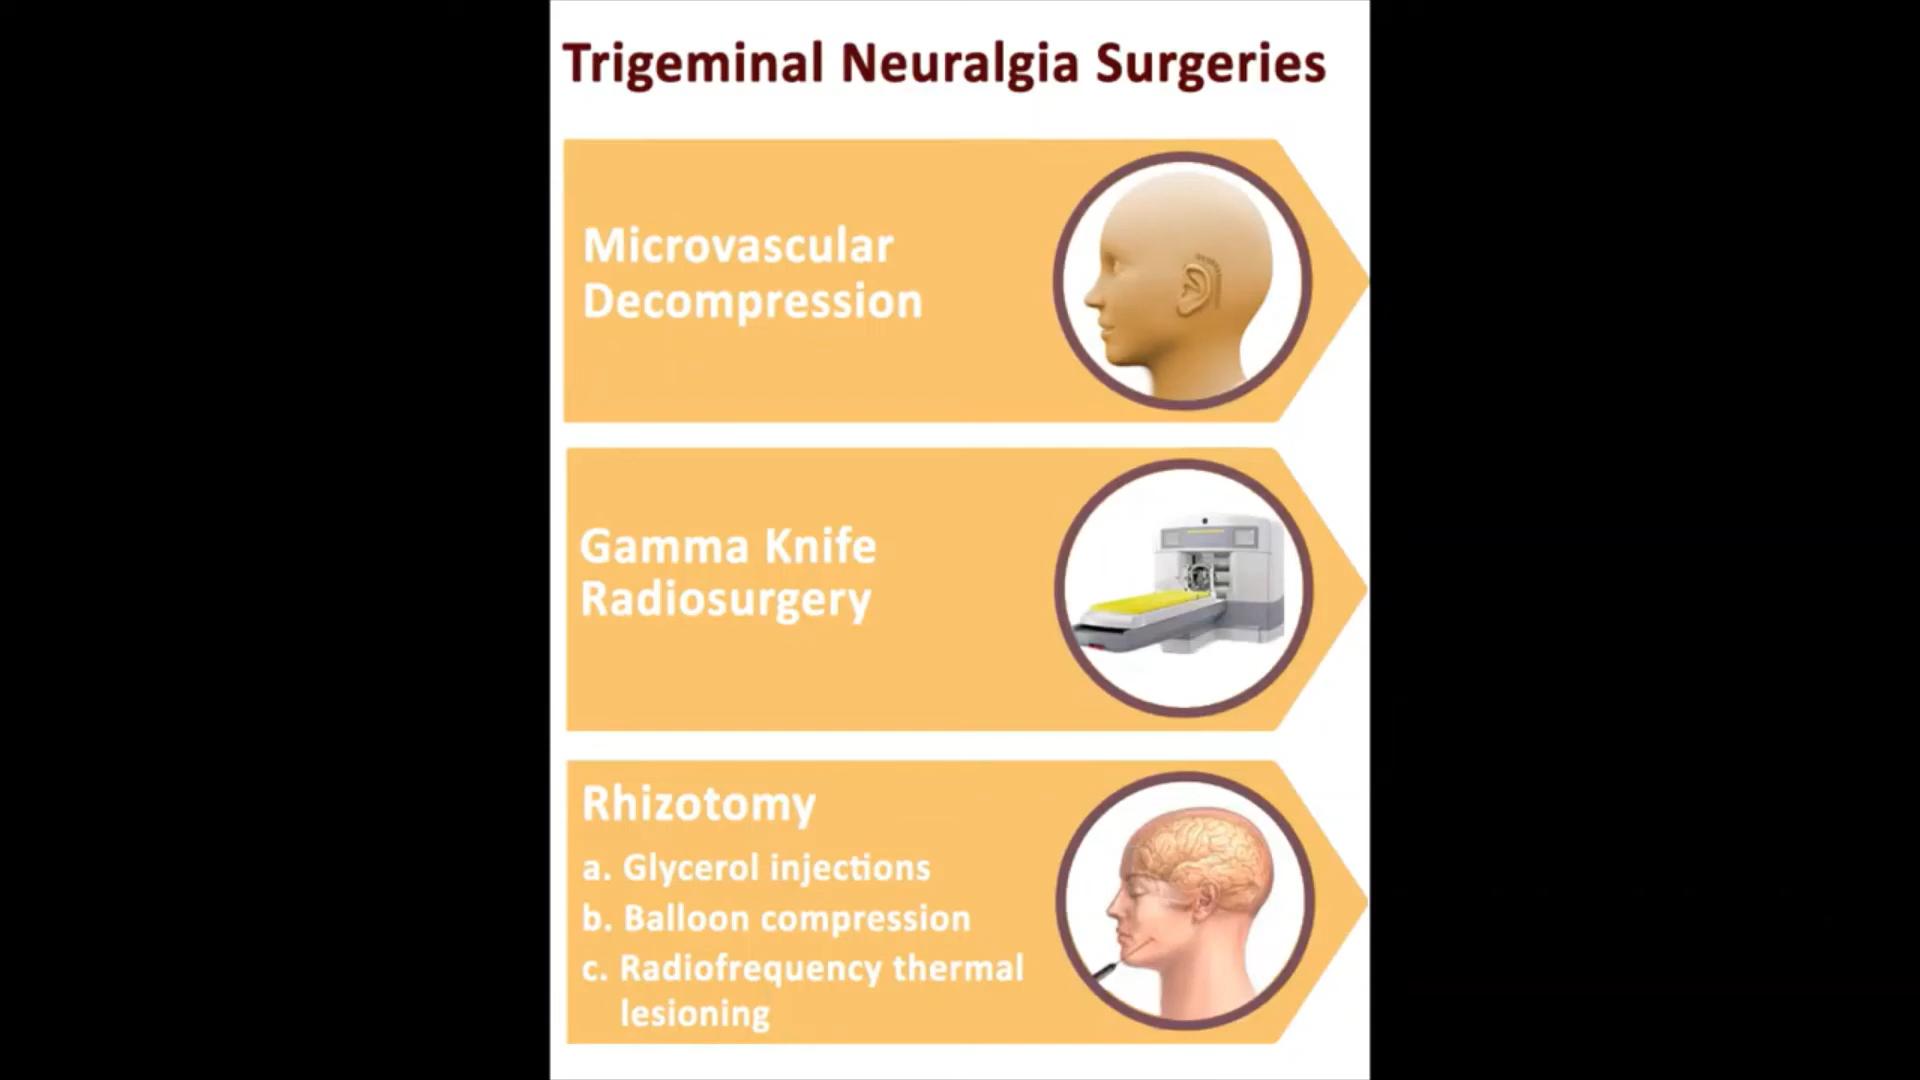 Trigeminal Neuralgia Surgeries
Microvascular
Decompression
Gamma Knife
Radiosurgery
Rhizotomy
a. Glycerol injections
b. Balloon compression
c. Radiofrequency thermal
lesioning